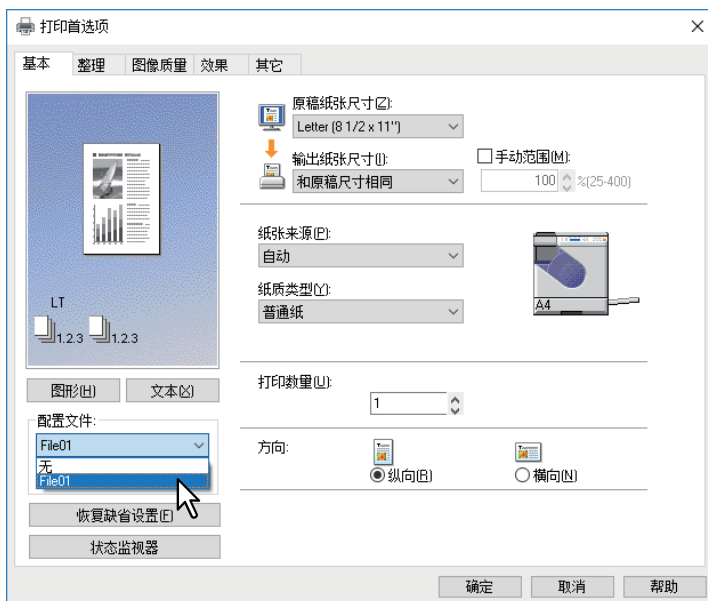 打印首选项
基本 整理 图像质量 效果 其它
原稿纸张尺寸(Z):
Letter (8 1/2 x 11")
输出纸张尺寸(I):
和原稿尺寸相同
手动范围(M):
100 %(25-400)
纸张来源(P):
自动
纸质类型(Y):
普通纸
A4
LT
1.2.3 1.2.3
图形(H) 文本(X)
打印数量(U):
1
配置文件:
File01
无
File01
方向:
纵向(R) 横向(N)
恢复缺省设置(F)
状态监视器
确定 取消 帮助